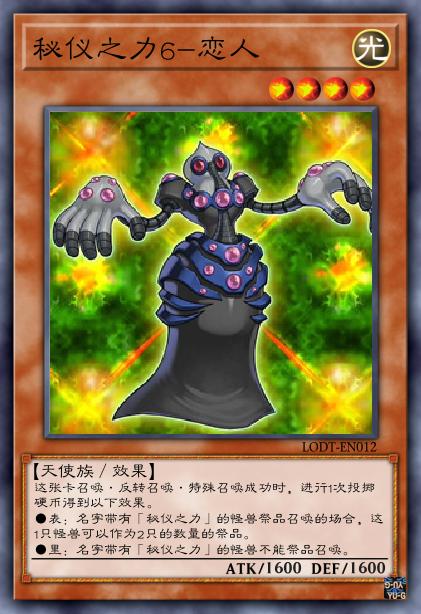 秘仪之力6-恋人
光
LODT-EN012
【天使族／效果】
这张卡召唤·反转召唤·特殊召唤成功时，进行1次投掷
硬币得到以下效果。
●表：名字带有「秘仪之力」的怪兽祭品召唤的场合，这
1只怪兽可以作为2只的数量的祭品。
●里：名字带有「秘仪之力」的怪兽不能祭品召唤。
ATK/1600 DEF/1600